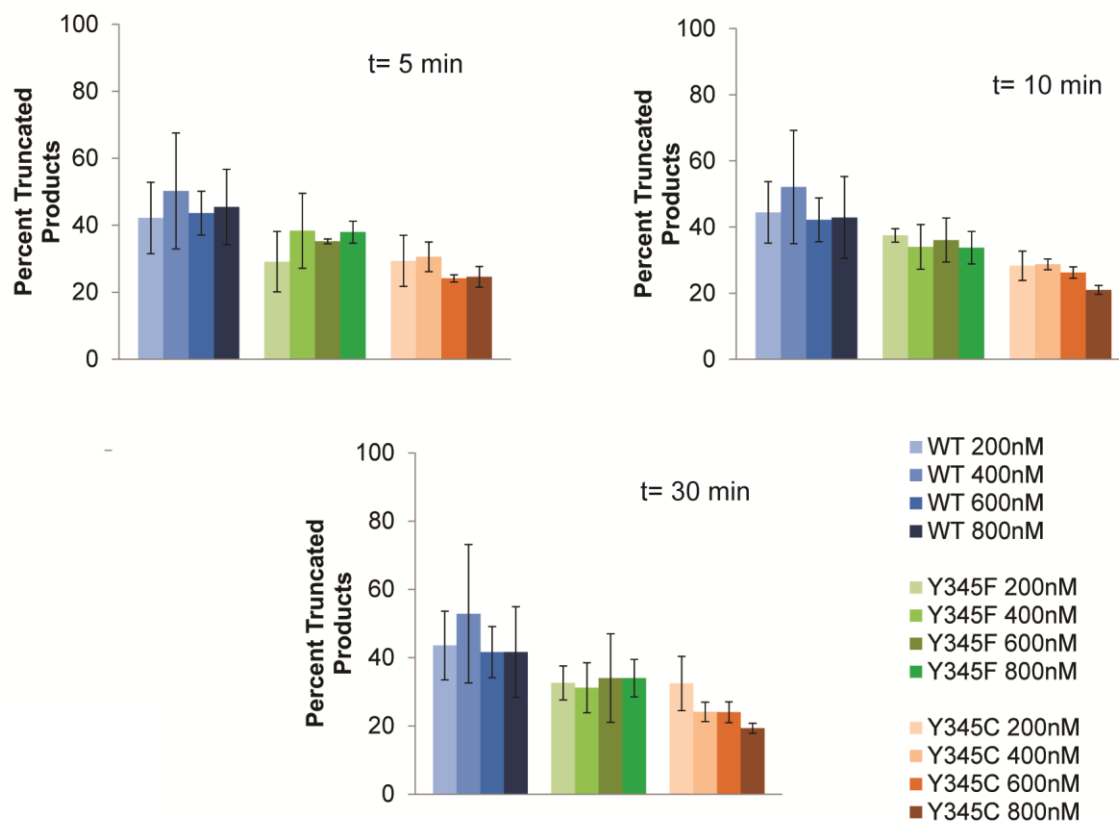 100
80
60
40
20
0
Percent Truncated
Products
t= 5 min
100
80
60
40
20
0
Percent Truncated
Products
t= 10 min
100
80
60
40
20
0
Percent Truncated
Products
t= 30 min
WT 200nM
WT 400nM
WT 600nM
WT 800nM
Y345F 200nM
Y345F 400nM
Y345F 600nM
Y345F 800nM
Y345C 200nM
Y345C 400nM
Y345C 600nM
Y345C 800nM